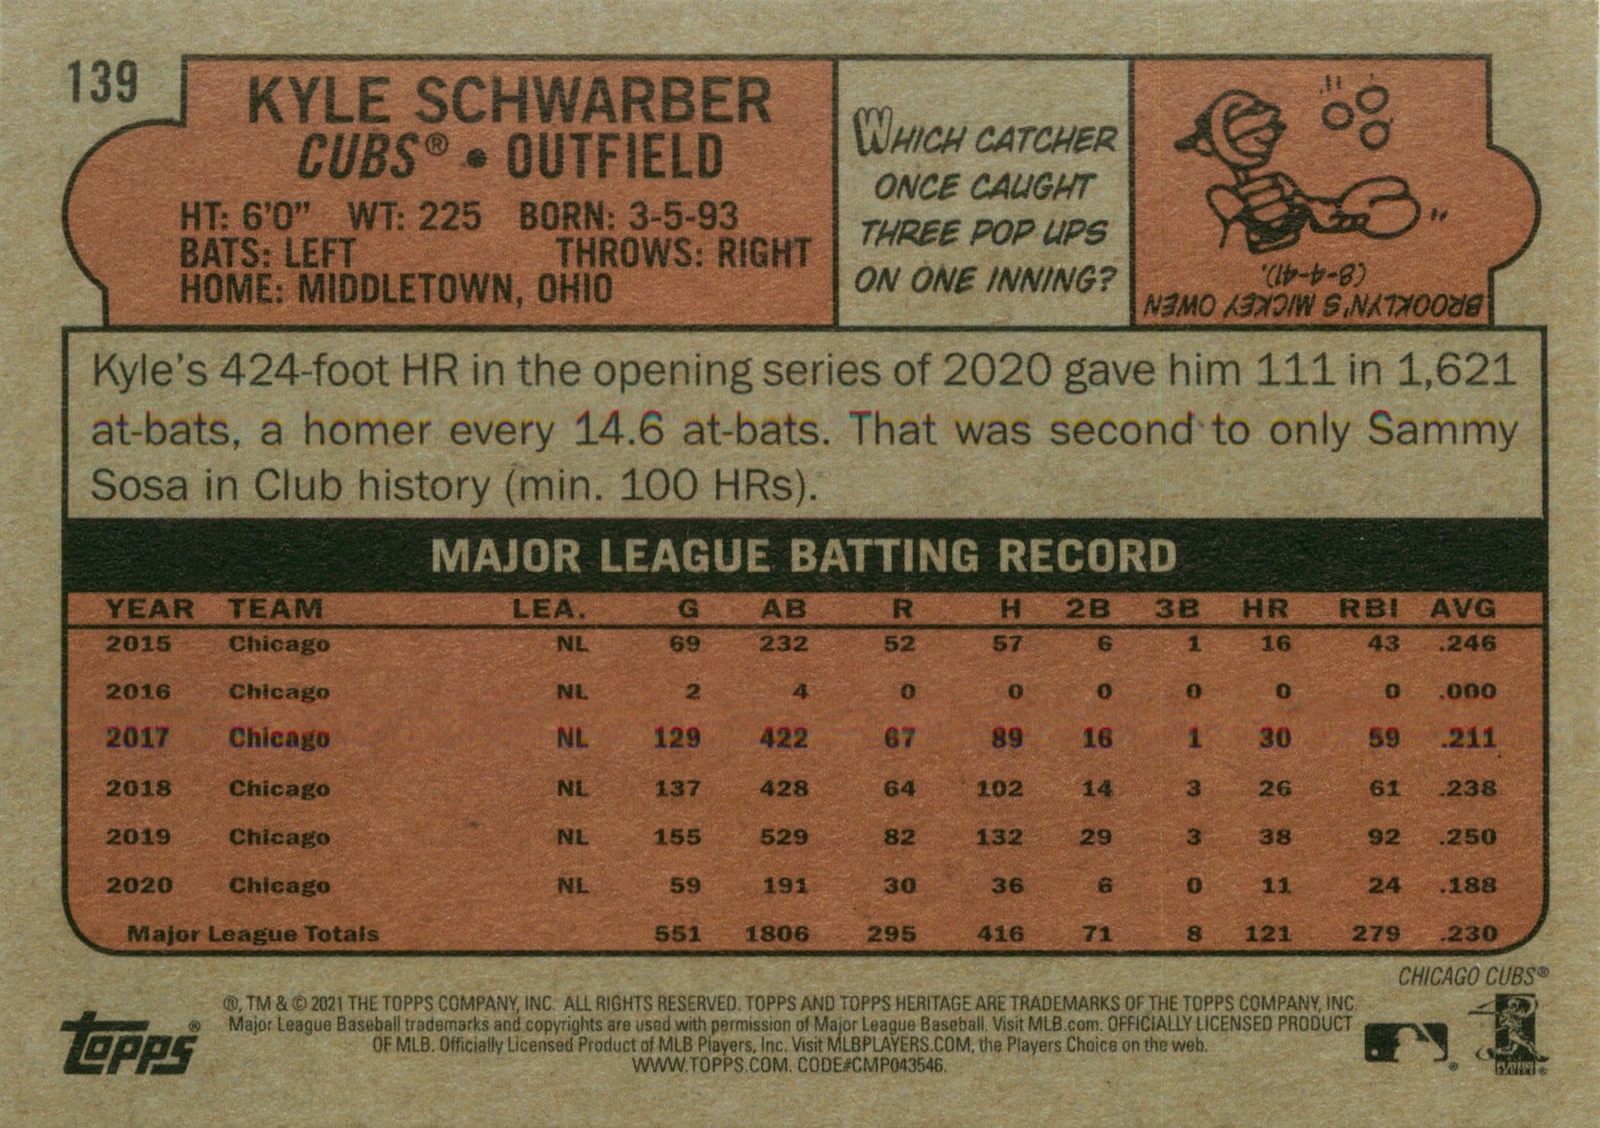 139
KYLE SCHWARBER
CUBS® • OUTFIELD
HT: 6'0” WT: 225 BORN: 3-5-93
BATS: LEFT THROWS: RIGHT
HOME: MIDDLETOWN, OHIO
WHICH CATCHER
ONCE CAUGHT
THREE POP UPS
ON ONE INNING?
BROOKLYN'S MICKEY OWEN
(8-4-41).
Kyle's 424-foot HR in the opening series of 2020 gave him 111 in 1,621
at-bats, a homer every 14.6 at-bats. That was second to only Sammy
Sosa in Club history (min. 100 HRs).
MAJOR LEAGUE BATTING RECORD
YEAR TEAM LEA. G AB R H 2B 3B HR RBI AVG
2015 Chicago NL 69 232 52 57 6 1 16 43 .246
2016 Chicago NL 2 4 0 0 0 0 0 0 .000
2017 Chicago NL 129 422 67 89 16 1 30 59 .211
2018 Chicago NL 137 428 64 102 14 3 26 61 .238
2019 Chicago NL 155 529 82 132 29 3 38 92 .250
2020 Chicago NL 59 191 30 36 6 0 11 24 .188
Major League Totals 551 1806 295 416 71 8 121 279 .230
CHICAGO CUBS®
®, TM & © 2021 THE TOPPS COMPANY, INC. ALL RIGHTS RESERVED. TOPPS AND TOPPS HERITAGE ARE TRADEMARKS OF THE TOPPS COMPANY, INC.
Major League Baseball trademarks and copyrights are used with permission of Major League Baseball. Visit MLB.com. OFFICIALLY LICENSED PRODUCT
OF MLB. Officially Licensed Product of MLB Players, Inc. Visit MLBPLAYERS.COM, the Players Choice on the web.
WWW.TOPPS.COM. CODE#CMP043546.
Topps®